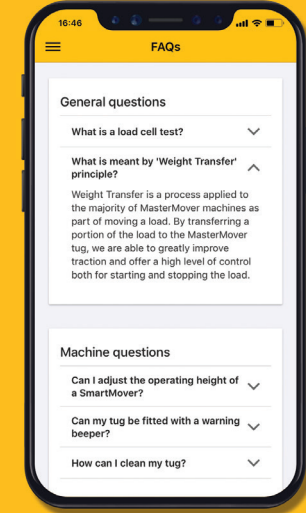 16:46
FAQs
General questions
What is a load cell test?
What is meant by 'Weight Transfer'
principle?
Weight Transfer is a process applied to
the majority of MasterMover machines as
part of moving a load. By transferring a
portion of the load to the MasterMover
tug, we are able to greatly improve
traction and offer a high level of control
both for starting and stopping the load.
Machine questions
Can I adjust the operating height of
a SmartMover?
Can my tug be fitted with a warning
beeper?
How can I clean my tug?